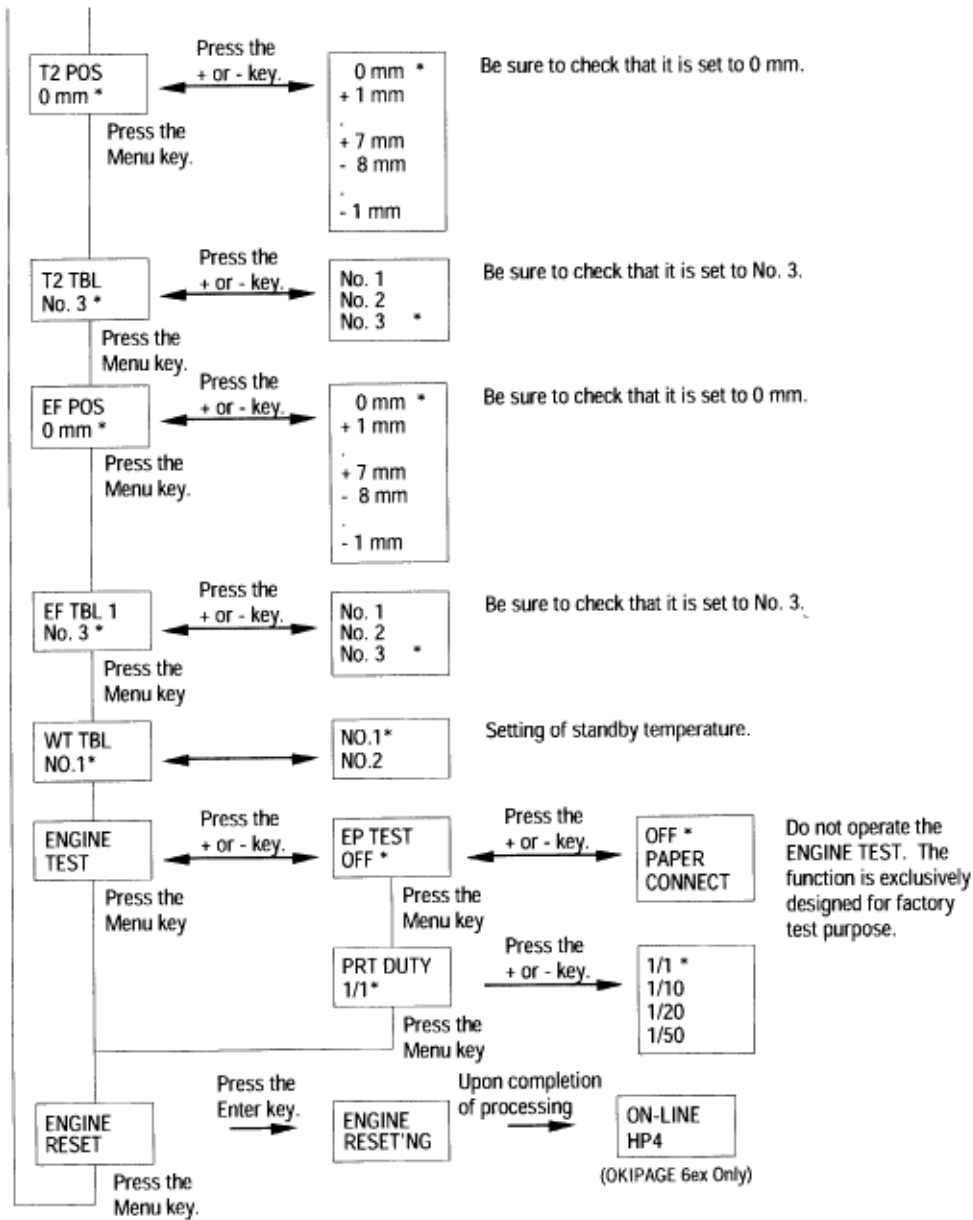 T2 POS
0 mm *
Press the
+ or - key.
0 mm *
+ 1 mm
.
+ 7 mm
- 8 mm
.
- 1 mm
Be sure to check that it is set to 0 mm.
Press the
Menu key.
T2 TBL
No. 3 *
Press the
+ or - key.
No. 1
No. 2
No. 3 *
Be sure to check that it is set to No. 3.
Press the
Menu key.
EF POS
0 mm *
Press the
+ or - key.
0 mm *
+ 1 mm
.
+ 7 mm
- 8 mm
.
- 1 mm
Be sure to check that it is set to 0 mm.
Press the
Menu key.
EF TBL 1
No. 3 *
Press the
+ or - key.
No. 1
No. 2
No. 3 *
Be sure to check that it is set to No. 3.
Press the
Menu key
WT TBL
NO.1*
NO.1*
NO.2
Setting of standby temperature.
ENGINE
TEST
Press the
+ or - key.
EP TEST
OFF *
Press the
+ or - key.
OFF *
PAPER
CONNECT
Do not operate the
ENGINE TEST. The
function is exclusively
designed for factory
test purpose.
Press the
Menu key
Press the
Menu key
PRT DUTY
1/1*
Press the
+ or - key.
1/1 *
1/10
1/20
1/50
Press the
Menu key
ENGINE
RESET
Press the
Enter key.
ENGINE
RESET'NG
Upon completion
of processing
ON-LINE
HP4
(OKIPAGE 6ex Only)
Press the
Menu key.